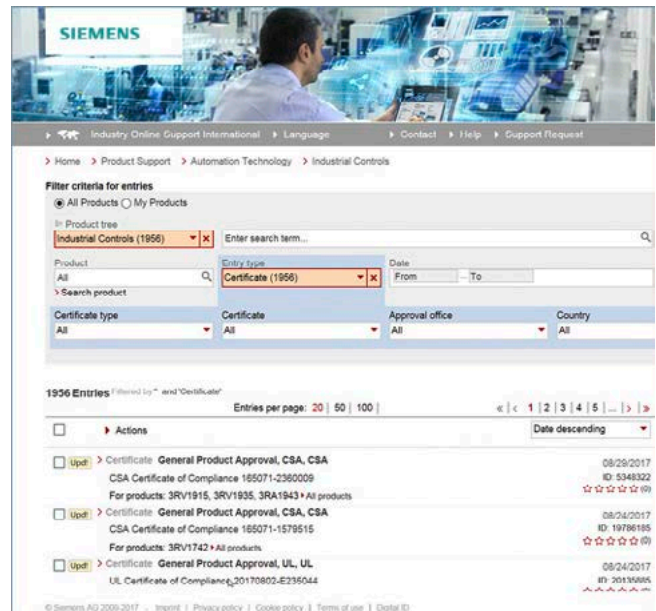 SIEMENS
Industry Online Support International Language Contact Help Support Request
Home Product Support Automation Technology Industrial Controls
Filter criteria for entries
All Products My Products
Product tree
Industrial Controls (1956) Enter search term...
Product Entry type Date
All Certificate (1956) From - To
Search product
Certificate type Certificate Approval office Country
All All All All
1956 Entries Filtered by "" and 'Certificate'
Entries per page: 20 | 50 | 100 | « | < 1 | 2 | 3 | 4 | 5 | ... | > | »
Actions Date descending
Upd! > Certificate General Product Approval, CSA, CSA 08/29/2017
CSA Certificate of Compliance 165071-2360009 ID: 5348322
For products: 3RV1915, 3RV1935, 3RA1943 All products (0)
Upd! > Certificate General Product Approval, CSA, CSA 08/24/2017
CSA Certificate of Compliance 165071-1579515 ID: 19786185
For products: 3RV1742 All products (0)
Upd! > Certificate General Product Approval, UL, UL 08/24/2017
UL Certificate of Compliance 20170802-E235044 ID: 20135885
© Siemens AG 2009-2017 - Imprint | Privacy policy | Cookie policy | Terms of use | Digital ID